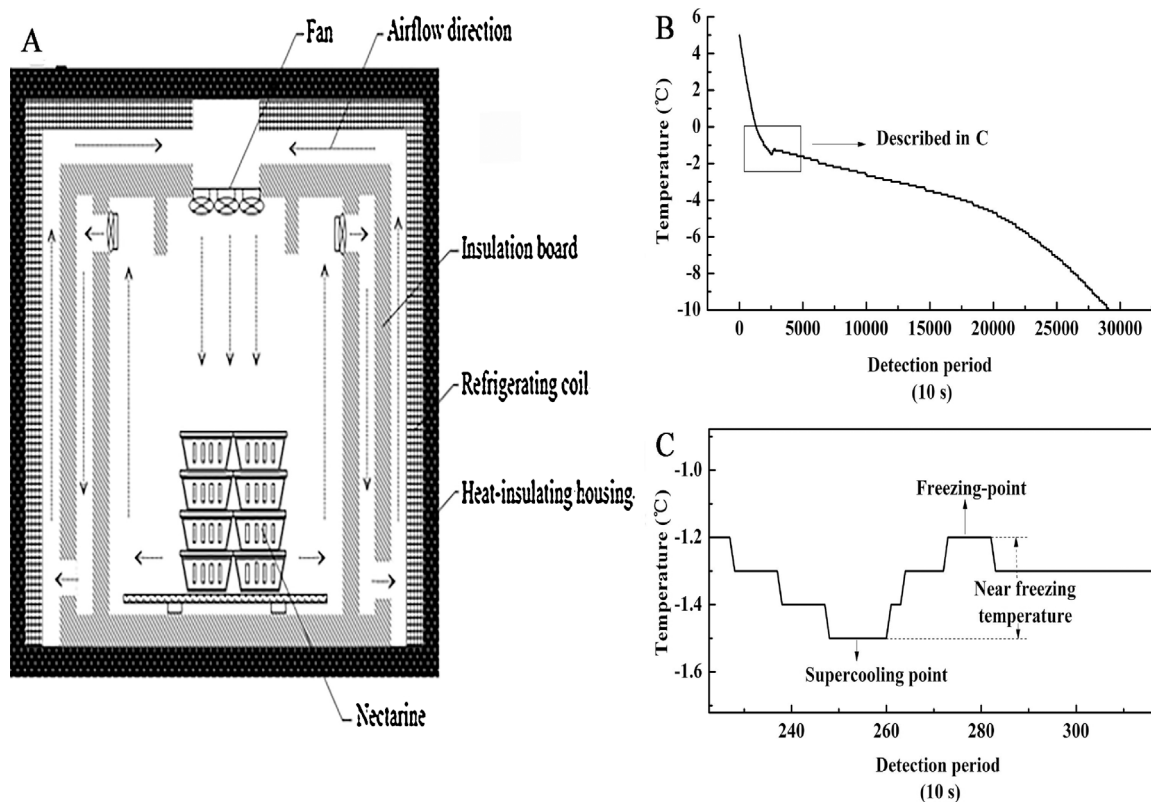 A
Fan
Airflow direction
Insulation board
Refrigerating coil
Heat-insulating housing
Nectarine
B
6
4
2
0
-2
-4
-6
-8
-10
Temperature (℃)
Described in C
0 5000 10000 15000 20000 25000 30000
Detection period
(10 s)
C
-1.0
-1.2
-1.4
-1.6
Temperature (℃)
Freezing-point
Near freezing
temperature
Supercooling point
240 260 280 300
Detection period
(10 s)